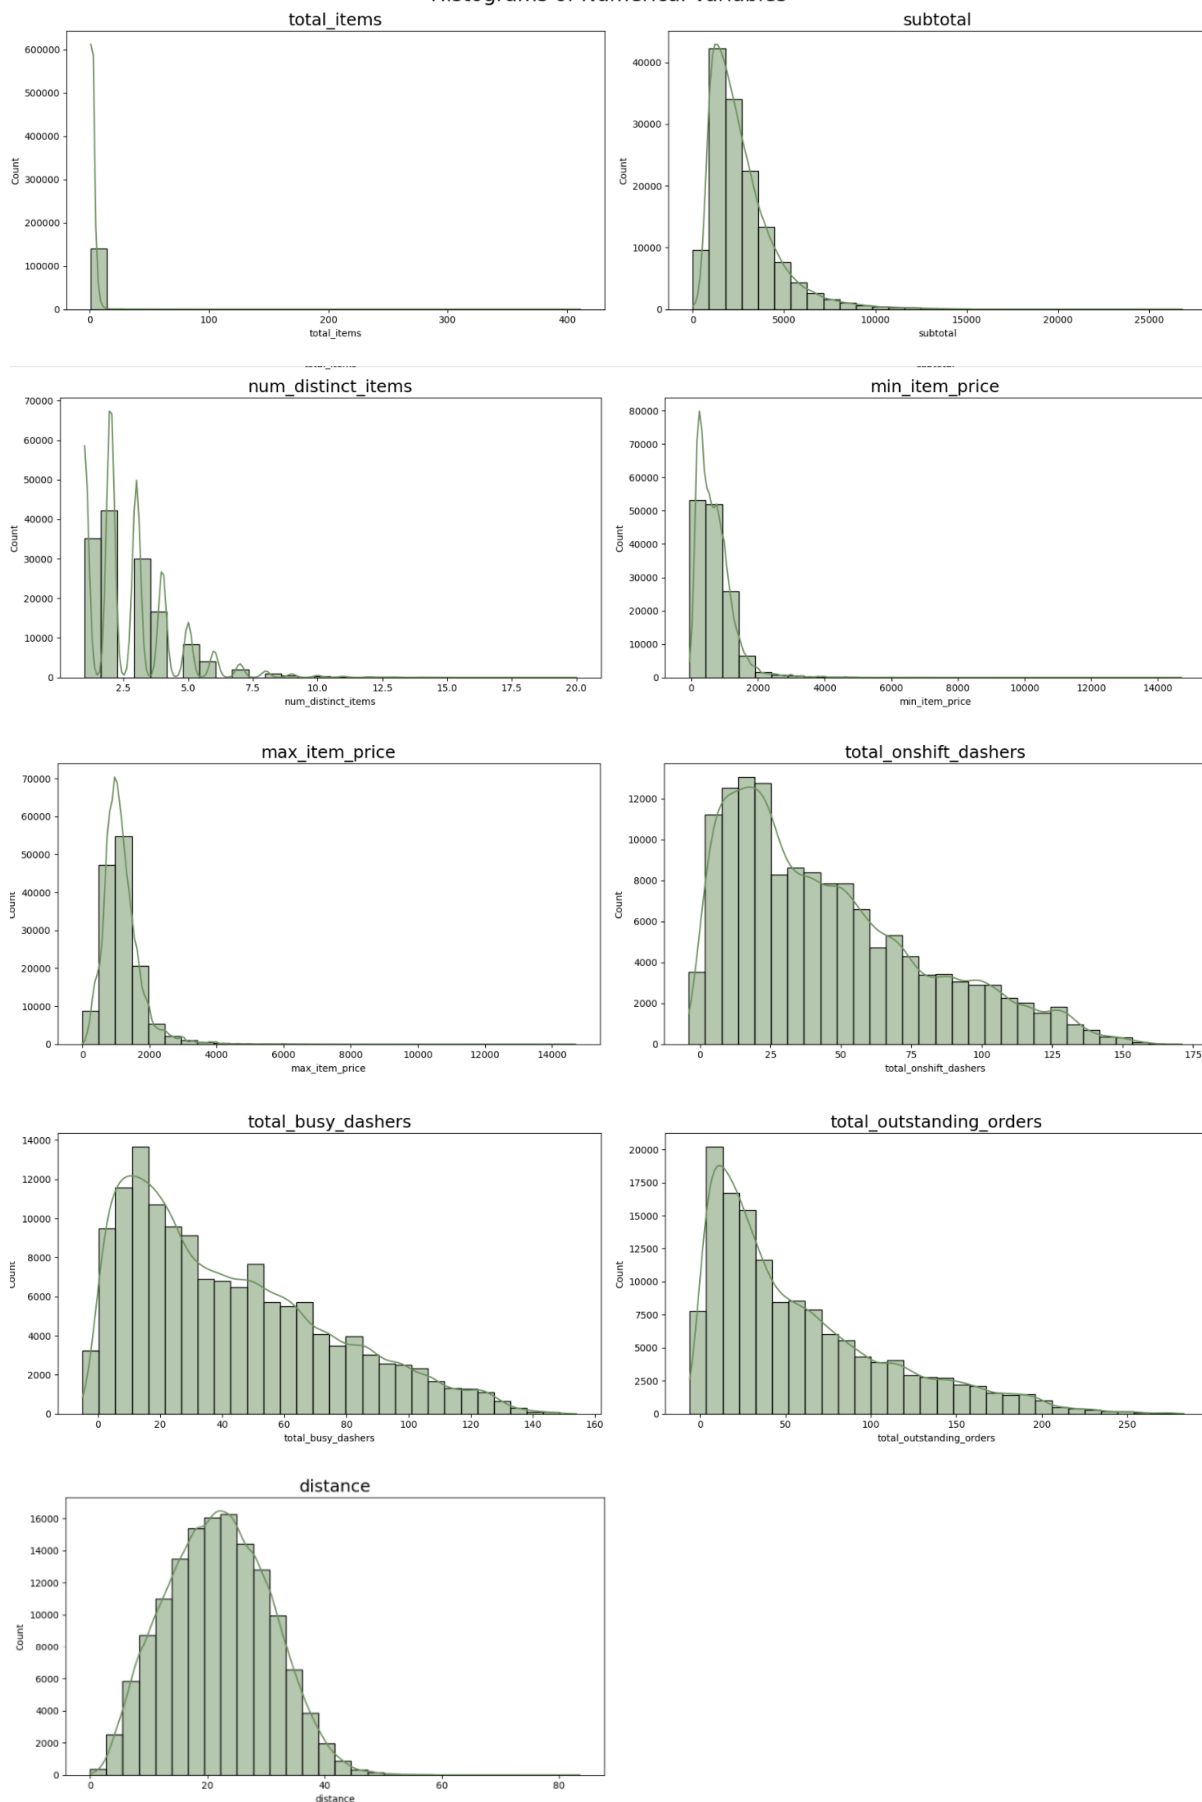 Histograms of Numerical Variables
total_items
600000
500000
400000
300000
200000
100000
0
Count
0 100 200 300 400
total_items
subtotal
40000
30000
20000
10000
0
Count
0 5000 10000 15000 20000 25000
subtotal
num_distinct_items
70000
60000
50000
40000
30000
20000
10000
0
Count
2.5 5.0 7.5 10.0 12.5 15.0 17.5 20.0
num_distinct_items
min_item_price
80000
70000
60000
50000
40000
30000
20000
10000
0
Count
0 2000 4000 6000 8000 10000 12000 14000
min_item_price
max_item_price
70000
60000
50000
40000
30000
20000
10000
0
Count
0 2000 4000 6000 8000 10000 12000 14000
max_item_price
total_onshift_dashers
12000
10000
8000
6000
4000
2000
0
Count
0 25 50 75 100 125 150 175
total_onshift_dashers
total_busy_dashers
14000
12000
10000
8000
6000
4000
2000
0
Count
0 20 40 60 80 100 120 140 160
total_busy_dashers
total_outstanding_orders
20000
17500
15000
12500
10000
7500
5000
2500
0
Count
0 50 100 150 200 250
total_outstanding_orders
distance
16000
14000
12000
10000
8000
6000
4000
2000
0
Count
0 20 40 60 80
distance